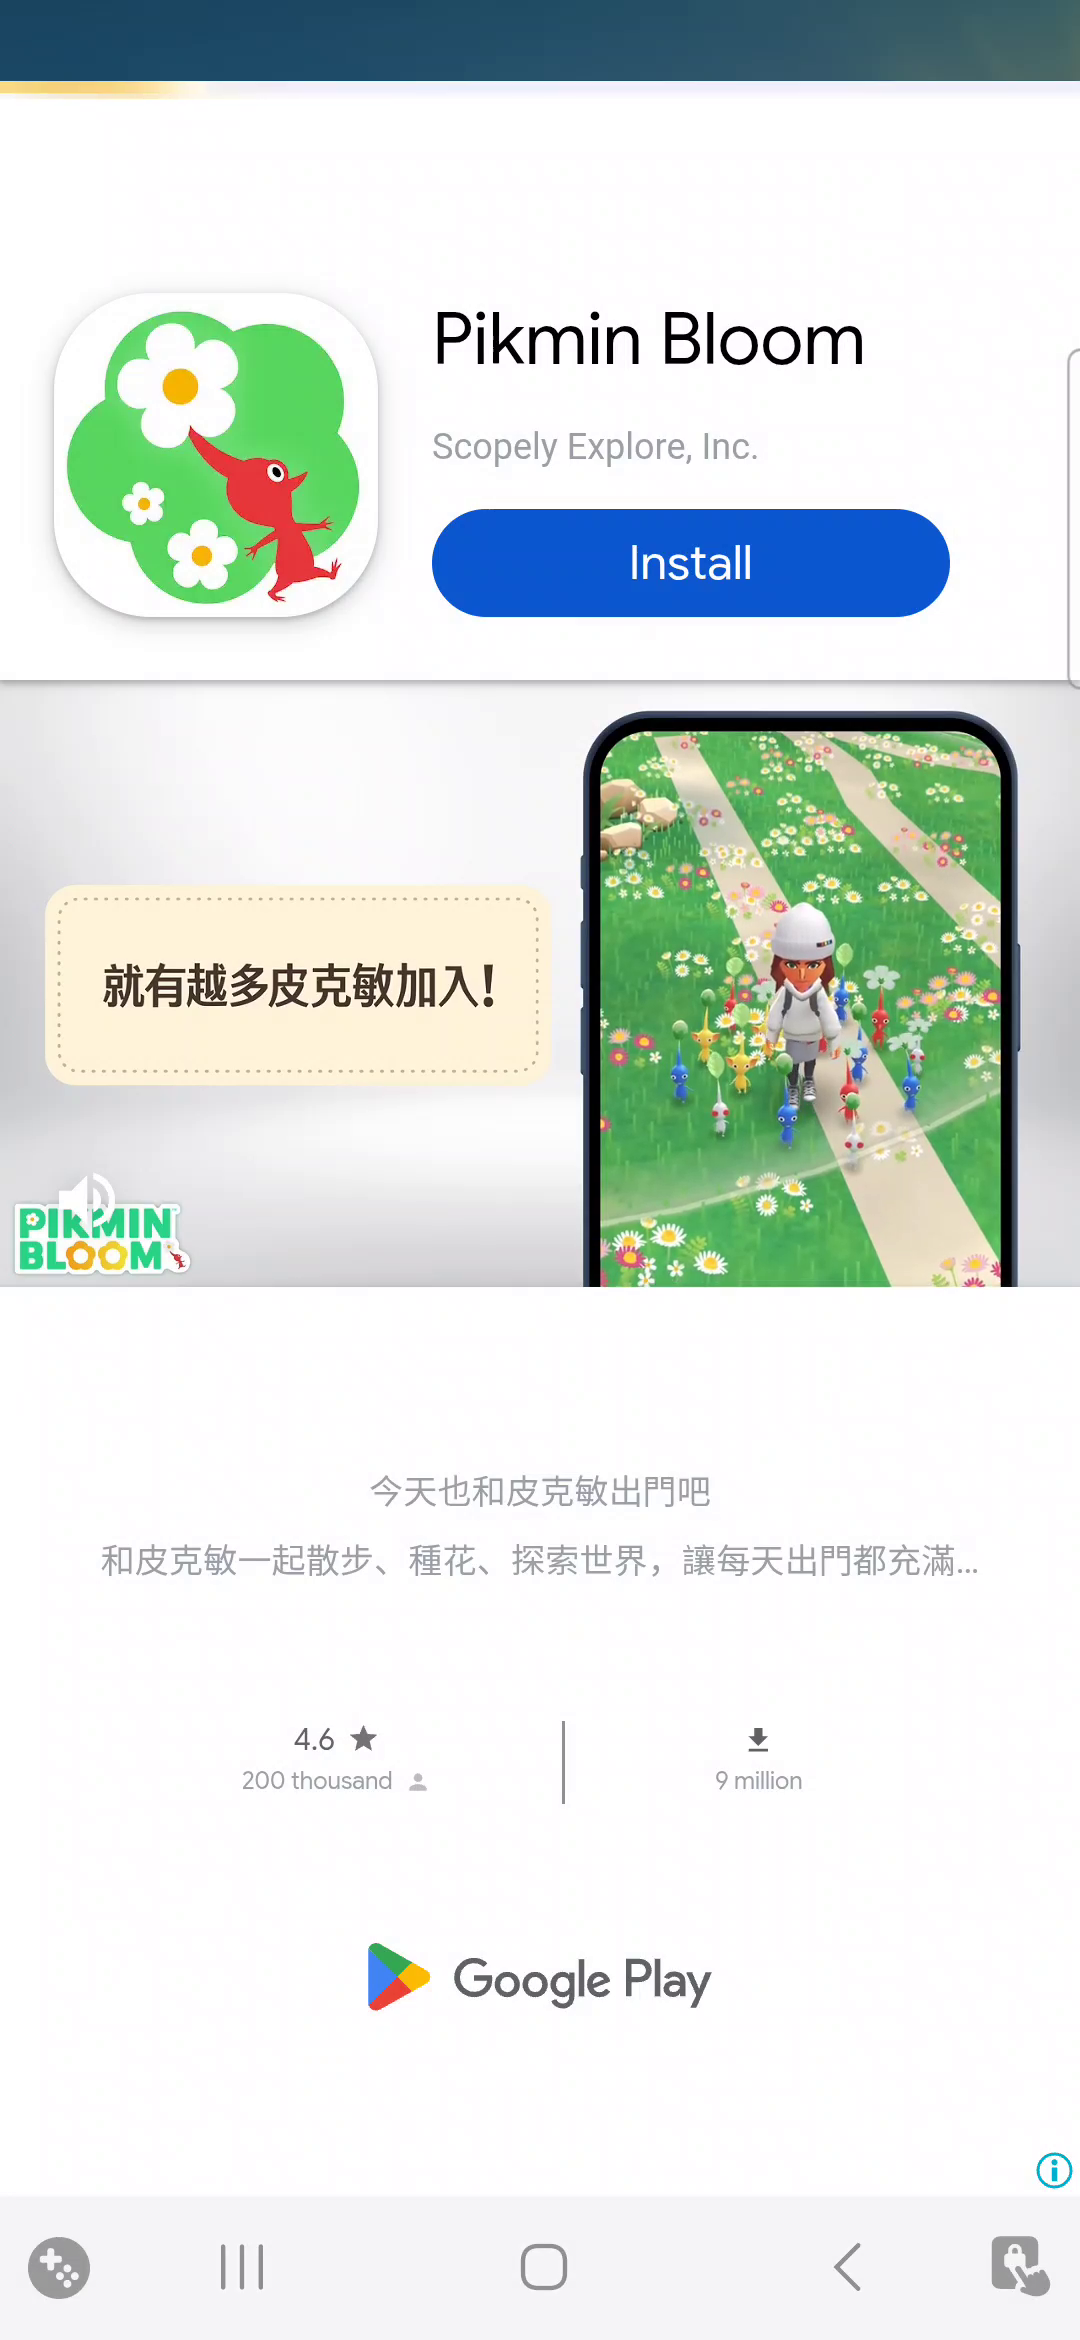 Pikmin Bloom
Scopely Explore, Inc.
Install
就有越多皮克敏加入!
PIKMIN
BLOOM
今天也和皮克敏出門吧
和皮克敏一起散步、種花、探索世界，讓每天出門都充滿...
4.6
200 thousand
9 million
Google Play